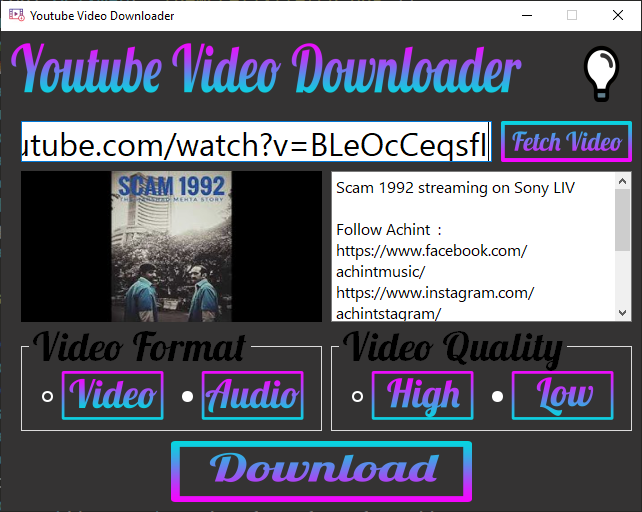 Youtube Video Downloader
Youtube Video Downloader
utube.com/watch?v=BLeOcCeqsfI
Fetch Video
SCAM 1992
THE HARSHAD MEHTA STORY
Scam 1992 streaming on Sony LIV
Follow Achint :
https://www.facebook.com/
achintmusic/
https://www.instagram.com/
achintstagram/
Video Format
Video
Audio
Video Quality
High
Low
Download